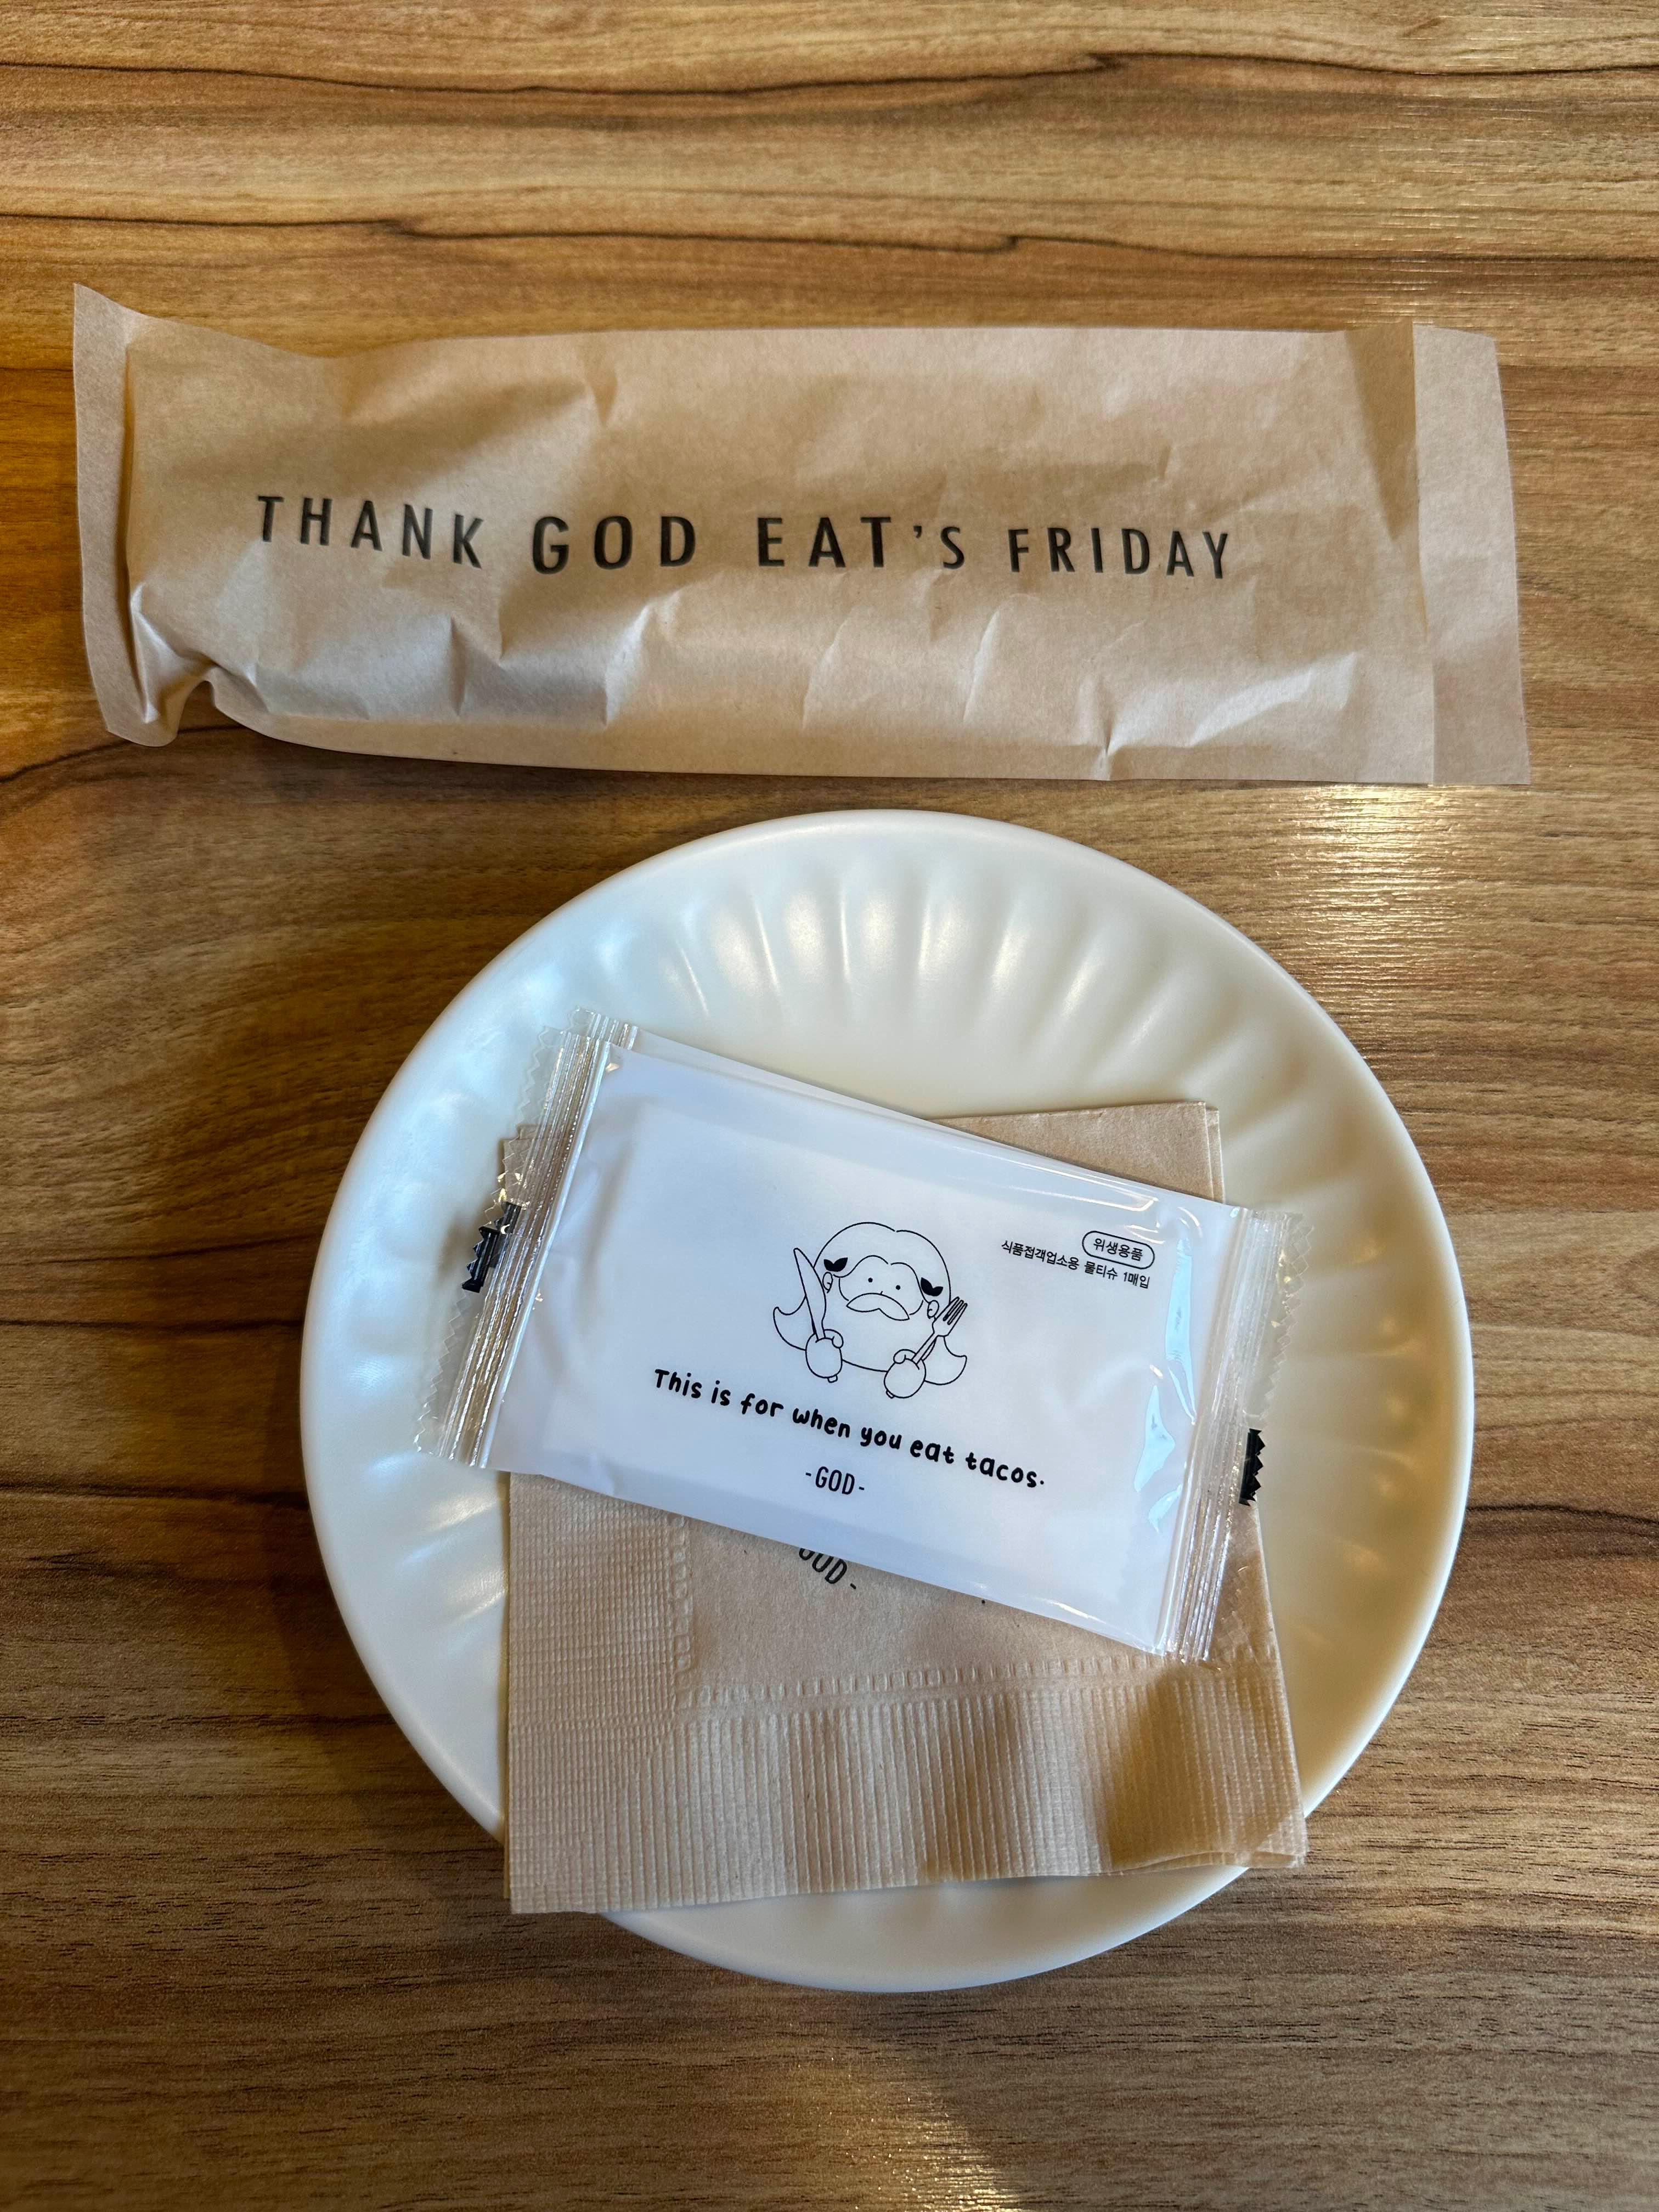 THANK GOD EAT'S FRIDAY
위생용품
식품접객업소용 물티슈 1매입
This is for when you eat tacos.
-GOD-
GOD-